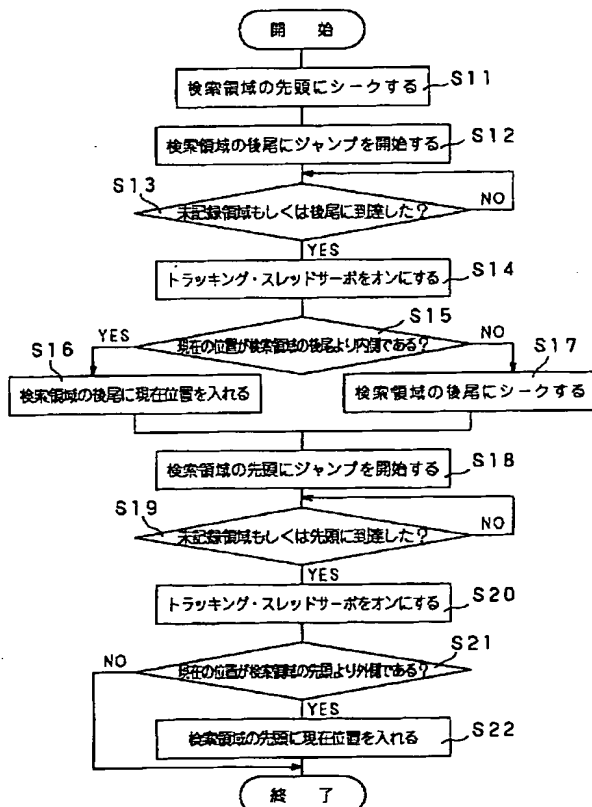 開 始
検索領域の先頭にシークする
S11
検索領域の後尾にジャンプを開始する
S12
S13
未記録領域もしくは後尾に到達した?
NO
YES
トラッキング・スレッドサーボをオンにする
S14
S15
YES
現在の位置が検索領域の後尾より内側である?
NO
S16
S17
検索領域の後尾に現在位置を入れる
検索領域の後尾にシークする
検索領域の先頭にジャンプを開始する
S18
S19
未記録領域もしくは先頭に到達した?
NO
YES
トラッキング・スレッドサーボをオンにする
S20
S21
NO
現在の位置が検索領域の先頭より外側である?
YES
検索領域の先頭に現在位置を入れる
S22
終 了